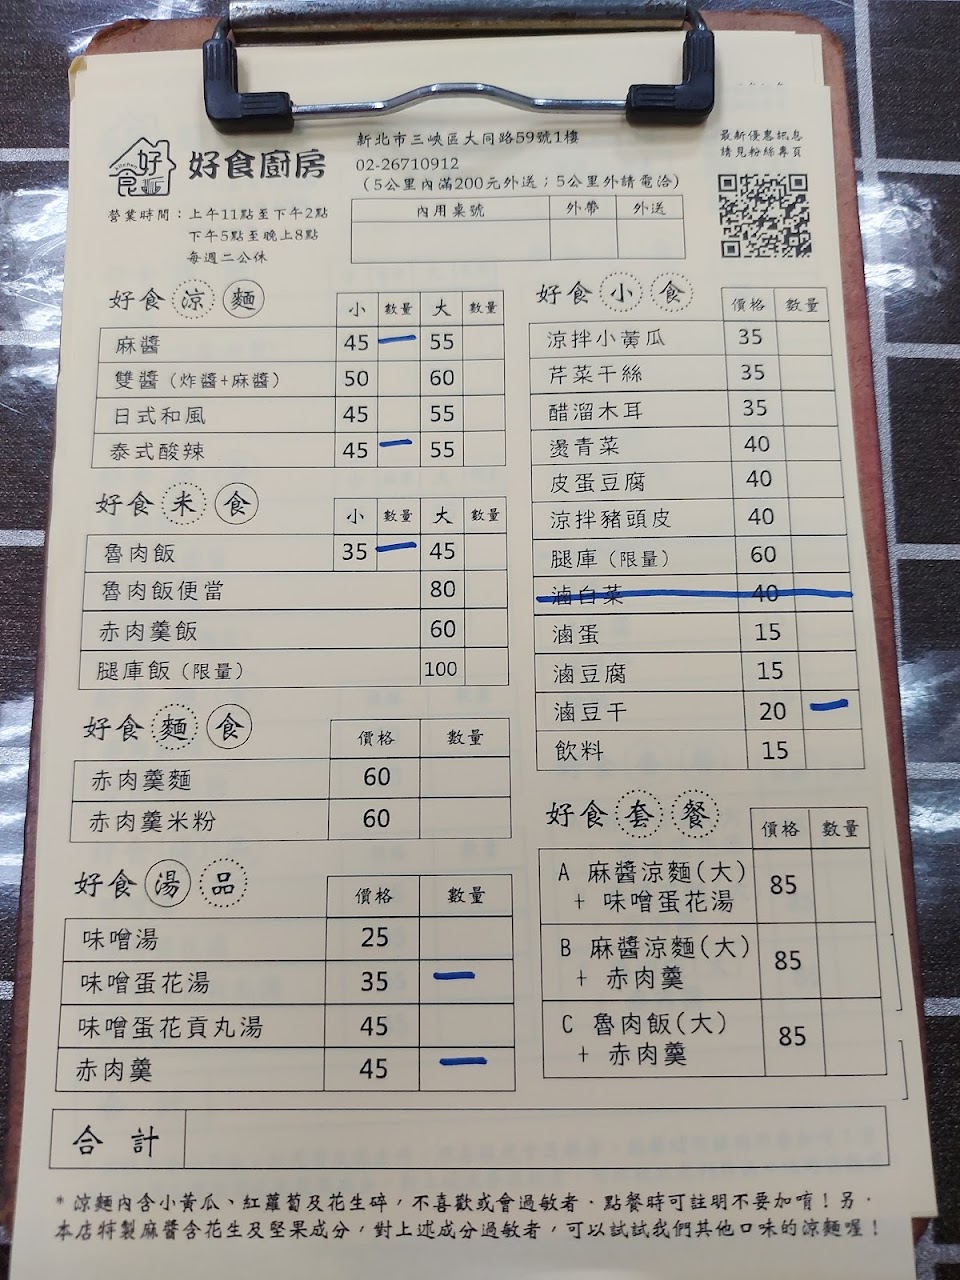 好食廚房
新北市三峽區大同路59號1樓
02-26710912
（5公里內滿200元外送；5公里外請電洽）
最新優惠訊息
請見粉絲專頁
營業時間：上午11點至下午2點
下午5點至晚上8點
每週二公休
內用桌號 外帶 外送
好食涼麵 小 數量 大 數量
麻醬 45 一 55
雙醬（炸醬+麻醬） 50 60
日式和風 45 55
泰式酸辣 45 一 55
好食米食 小 數量 大 數量
魯肉飯 35 一 45
魯肉飯便當 80
赤肉羹飯 60
腿庫飯（限量） 100
好食麵食 價格 數量
赤肉羹麵 60
赤肉羹米粉 60
好食湯品 價格 數量
味噌湯 25
味噌蛋花湯 35 一
味噌蛋花貢丸湯 45
赤肉羹 45 一
好食小食 價格 數量
涼拌小黃瓜 35
芹菜干絲 35
醋溜木耳 35
燙青菜 40
皮蛋豆腐 40
涼拌豬頭皮 40
腿庫（限量） 60
滷白菜 40
滷蛋 15
滷豆腐 15
滷豆干 20 一
飲料 15
好食套餐 價格 數量
A 麻醬涼麵(大)
+ 味噌蛋花湯 85
B 麻醬涼麵(大)
+ 赤肉羹 85
C 魯肉飯(大)
+ 赤肉羹 85
合計
* 涼麵內含小黃瓜、紅蘿蔔及花生碎，不喜歡或會過敏者．點餐時可註明不要加唷！另．
本店特製麻醬含花生及堅果成分，對上述成分過敏者，可以試試我們其他口味的涼麵喔！